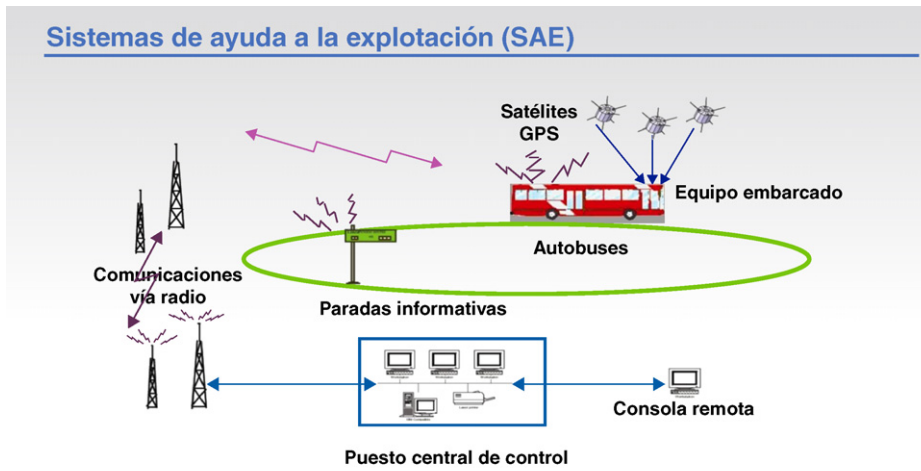 Sistemas de ayuda a la explotación (SAE)
Satélites
GPS
Equipo embarcado
Autobuses
Comunicaciones
vía radio
Paradas informativas
Consola remota
Puesto central de control